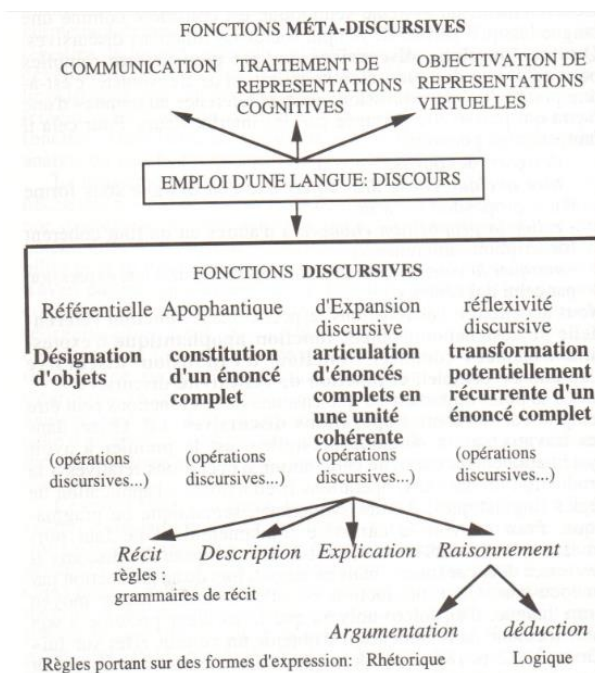 FONCTIONS MÉTA-DISCURSIVES
COMMUNICATION TRAITEMENT DE OBJECTIVATION DE
REPRESENTATIONS REPRESENTATIONS
COGNITIVES VIRTUELLES
EMPLOI D'UNE LANGUE: DISCOURS
FONCTIONS DISCURSIVES
Référentielle Apophantique d'Expansion réflexivité
discursive discursive
Désignation constitution articulation transformation
d'objets d'un énoncé d'énoncés potentiellement
complet complets en récurrente d'un
une unité énoncé complet
cohérente
(opérations (opérations (opérations (opérations
discursives...) discursives...) discursives...) discursives...)
Récit Description Explication Raisonnement
règles :
grammaires de récit
Argumentation déduction
Règles portant sur des formes d'expression: Rhétorique Logique